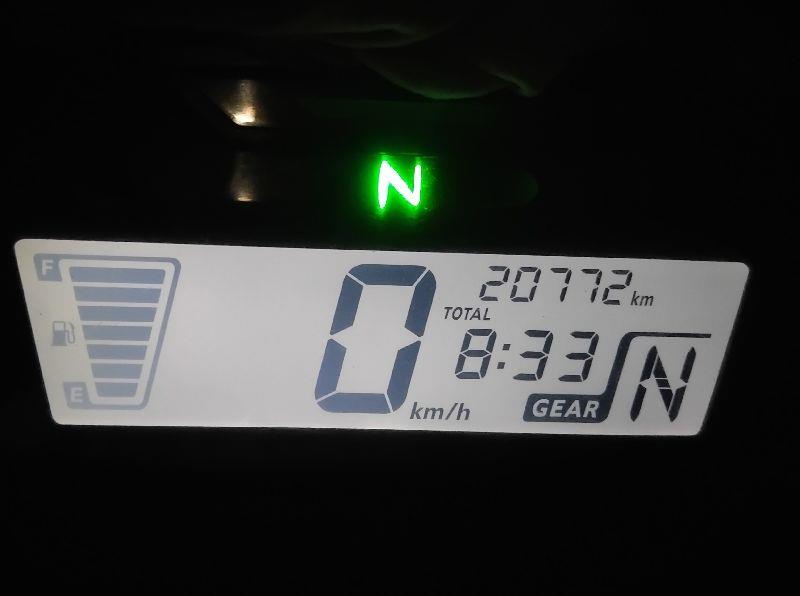 N
F
20772 km
TOTAL
0 km/h
8:33
E
GEAR N